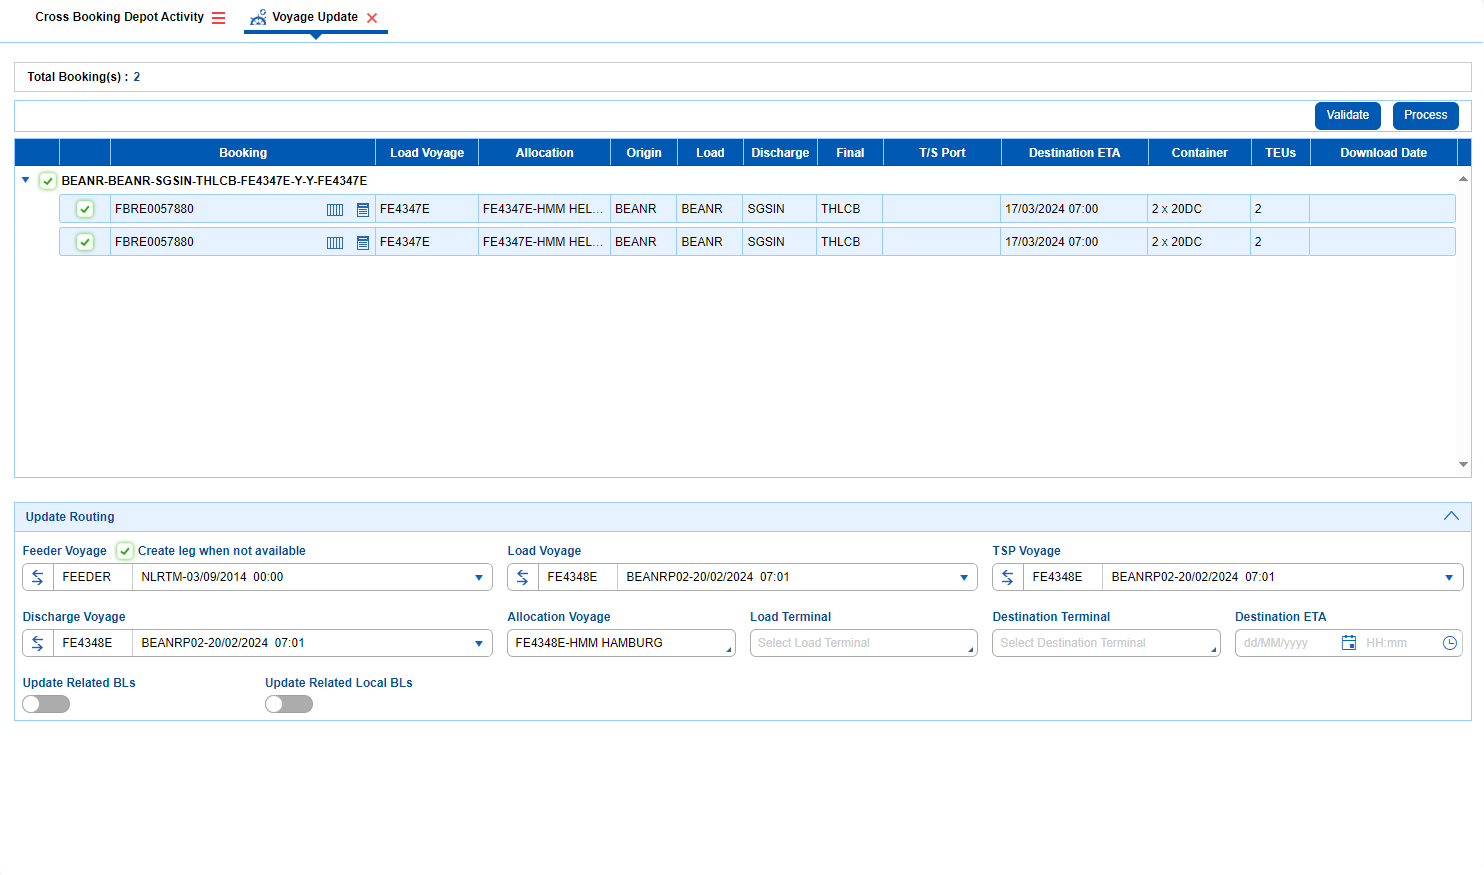 Cross Booking Depot Activity Voyage Update
Total Booking(s) : 2
Validate Process
Booking Load Voyage Allocation Origin Load Discharge Final T/S Port Destination ETA Container TEUs Download Date
BEANR-BEANR-SGSIN-THLCB-FE4347E-Y-Y-FE4347E
FBRE0057880 FE4347E FE4347E-HMM HEL... BEANR BEANR SGSIN THLCB 17/03/2024 07:00 2 x 20DC 2
FBRE0057880 FE4347E FE4347E-HMM HEL... BEANR BEANR SGSIN THLCB 17/03/2024 07:00 2 x 20DC 2
Update Routing
Feeder Voyage Create leg when not available Load Voyage TSP Voyage
FEEDER NLRTM-03/09/2014 00:00 FE4348E BEANRP02-20/02/2024 07:01 FE4348E BEANRP02-20/02/2024 07:01
Discharge Voyage Allocation Voyage Load Terminal Destination Terminal Destination ETA
FE4348E BEANRP02-20/02/2024 07:01 FE4348E-HMM HAMBURG Select Load Terminal Select Destination Terminal dd/MM/yyyy HH:mm
Update Related BLs Update Related Local BLs